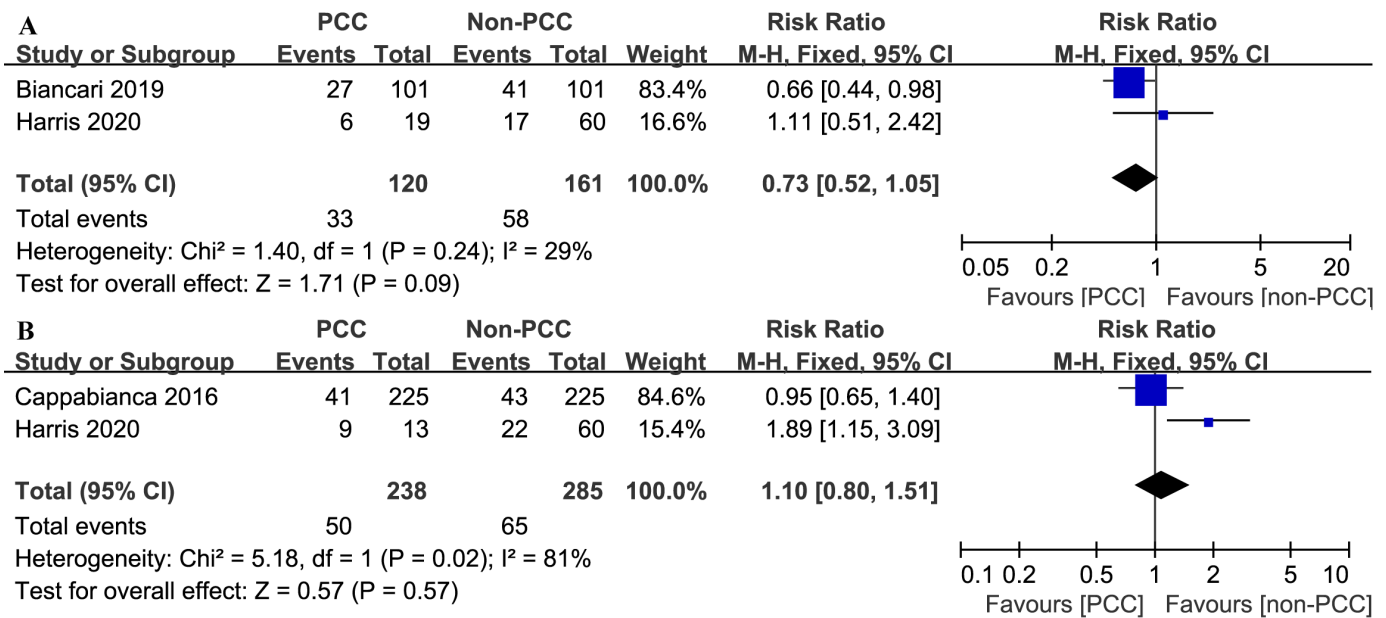 A PCC Non-PCC Risk Ratio Risk Ratio
Study or Subgroup Events Total Events Total Weight M-H, Fixed, 95% CI M-H, Fixed, 95% CI
Biancari 2019 27 101 41 101 83.4% 0.66 [0.44, 0.98]
Harris 2020 6 19 17 60 16.6% 1.11 [0.51, 2.42]
Total (95% CI) 120 161 100.0% 0.73 [0.52, 1.05]
Total events 33 58
Heterogeneity: Chi² = 1.40, df = 1 (P = 0.24); I² = 29%
0.05 0.2 1 5 20
Test for overall effect: Z = 1.71 (P = 0.09)
Favours [PCC] Favours [non-PCC]
B PCC Non-PCC Risk Ratio Risk Ratio
Study or Subgroup Events Total Events Total Weight M-H, Fixed, 95% CI M-H, Fixed, 95% CI
Cappabianca 2016 41 225 43 225 84.6% 0.95 [0.65, 1.40]
Harris 2020 9 13 22 60 15.4% 1.89 [1.15, 3.09]
Total (95% CI) 238 285 100.0% 1.10 [0.80, 1.51]
Total events 50 65
Heterogeneity: Chi² = 5.18, df = 1 (P = 0.02); I² = 81%
0.1 0.2 0.5 1 2 5 10
Test for overall effect: Z = 0.57 (P = 0.57)
Favours [PCC] Favours [non-PCC]